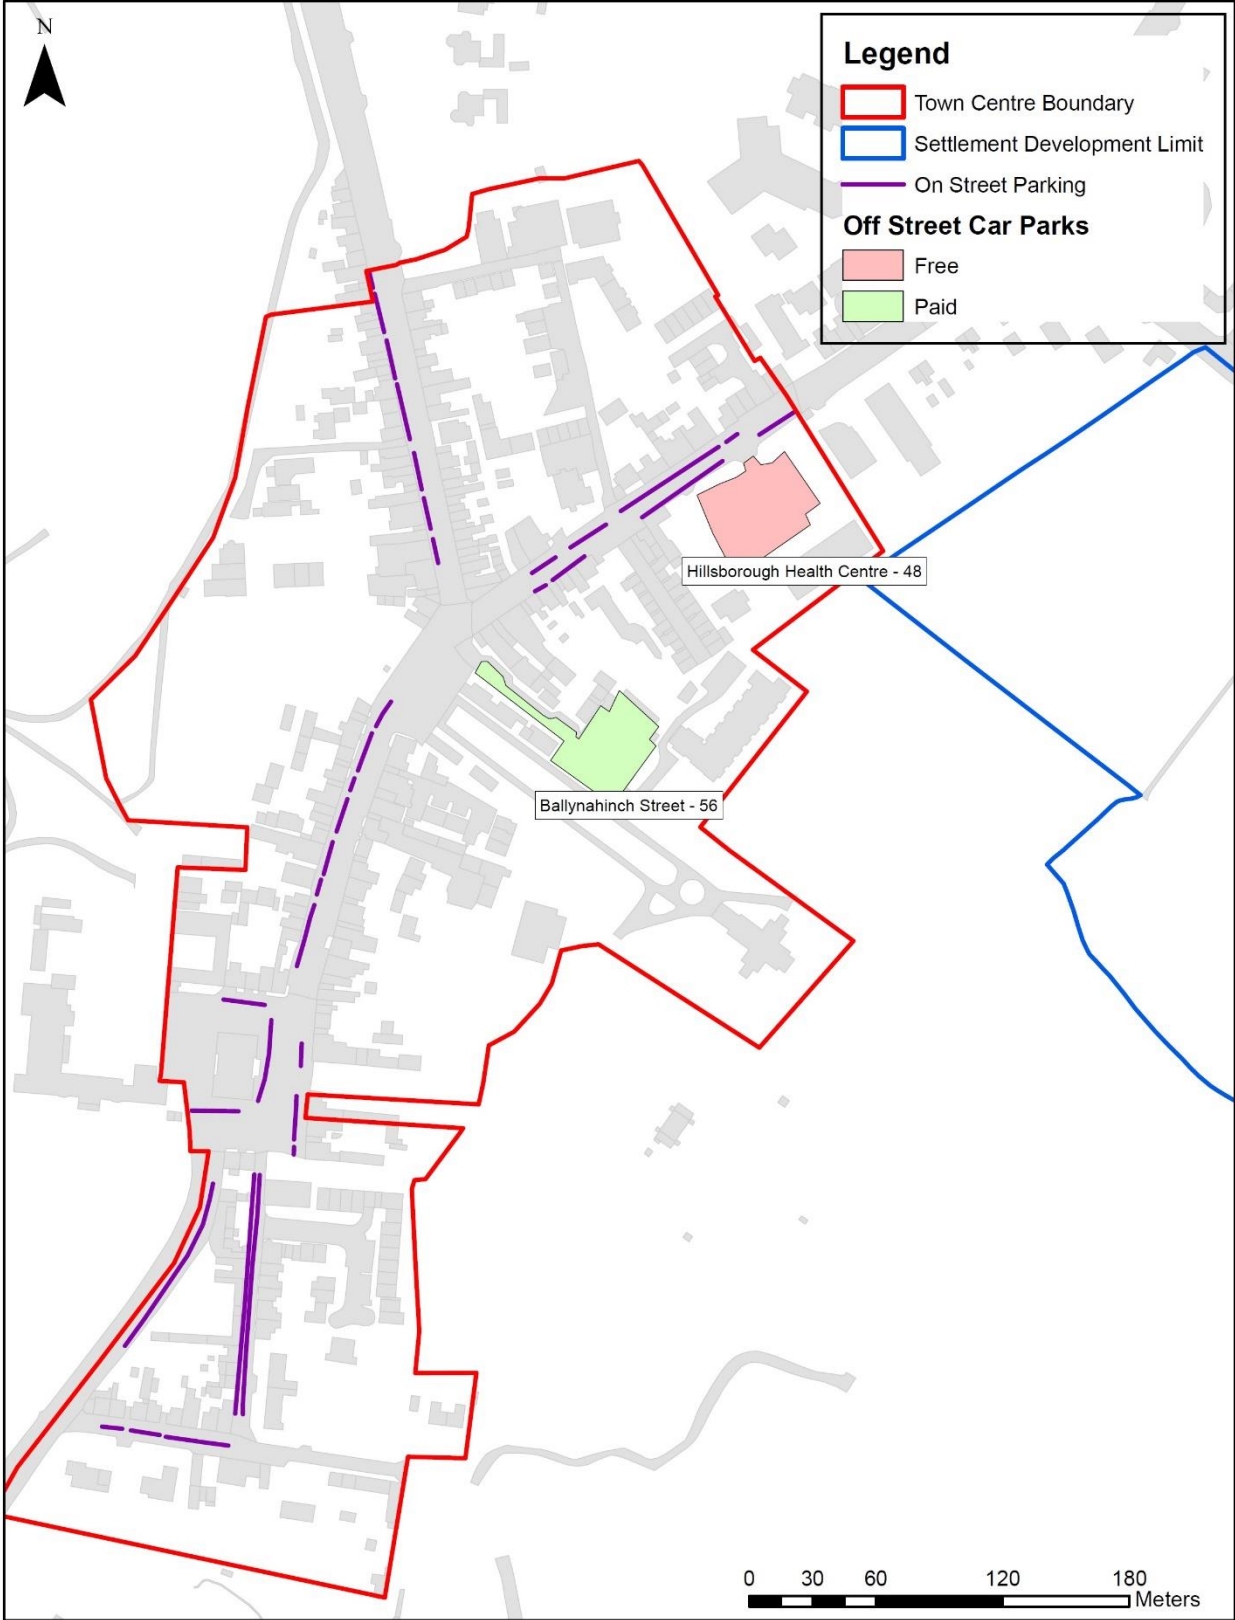 N
Legend
Town Centre Boundary
Settlement Development Limit
On Street Parking
Off Street Car Parks
Free
Paid
Hillsborough Health Centre - 48
Ballynahinch Street - 56
0 30 60 120 180
Meters